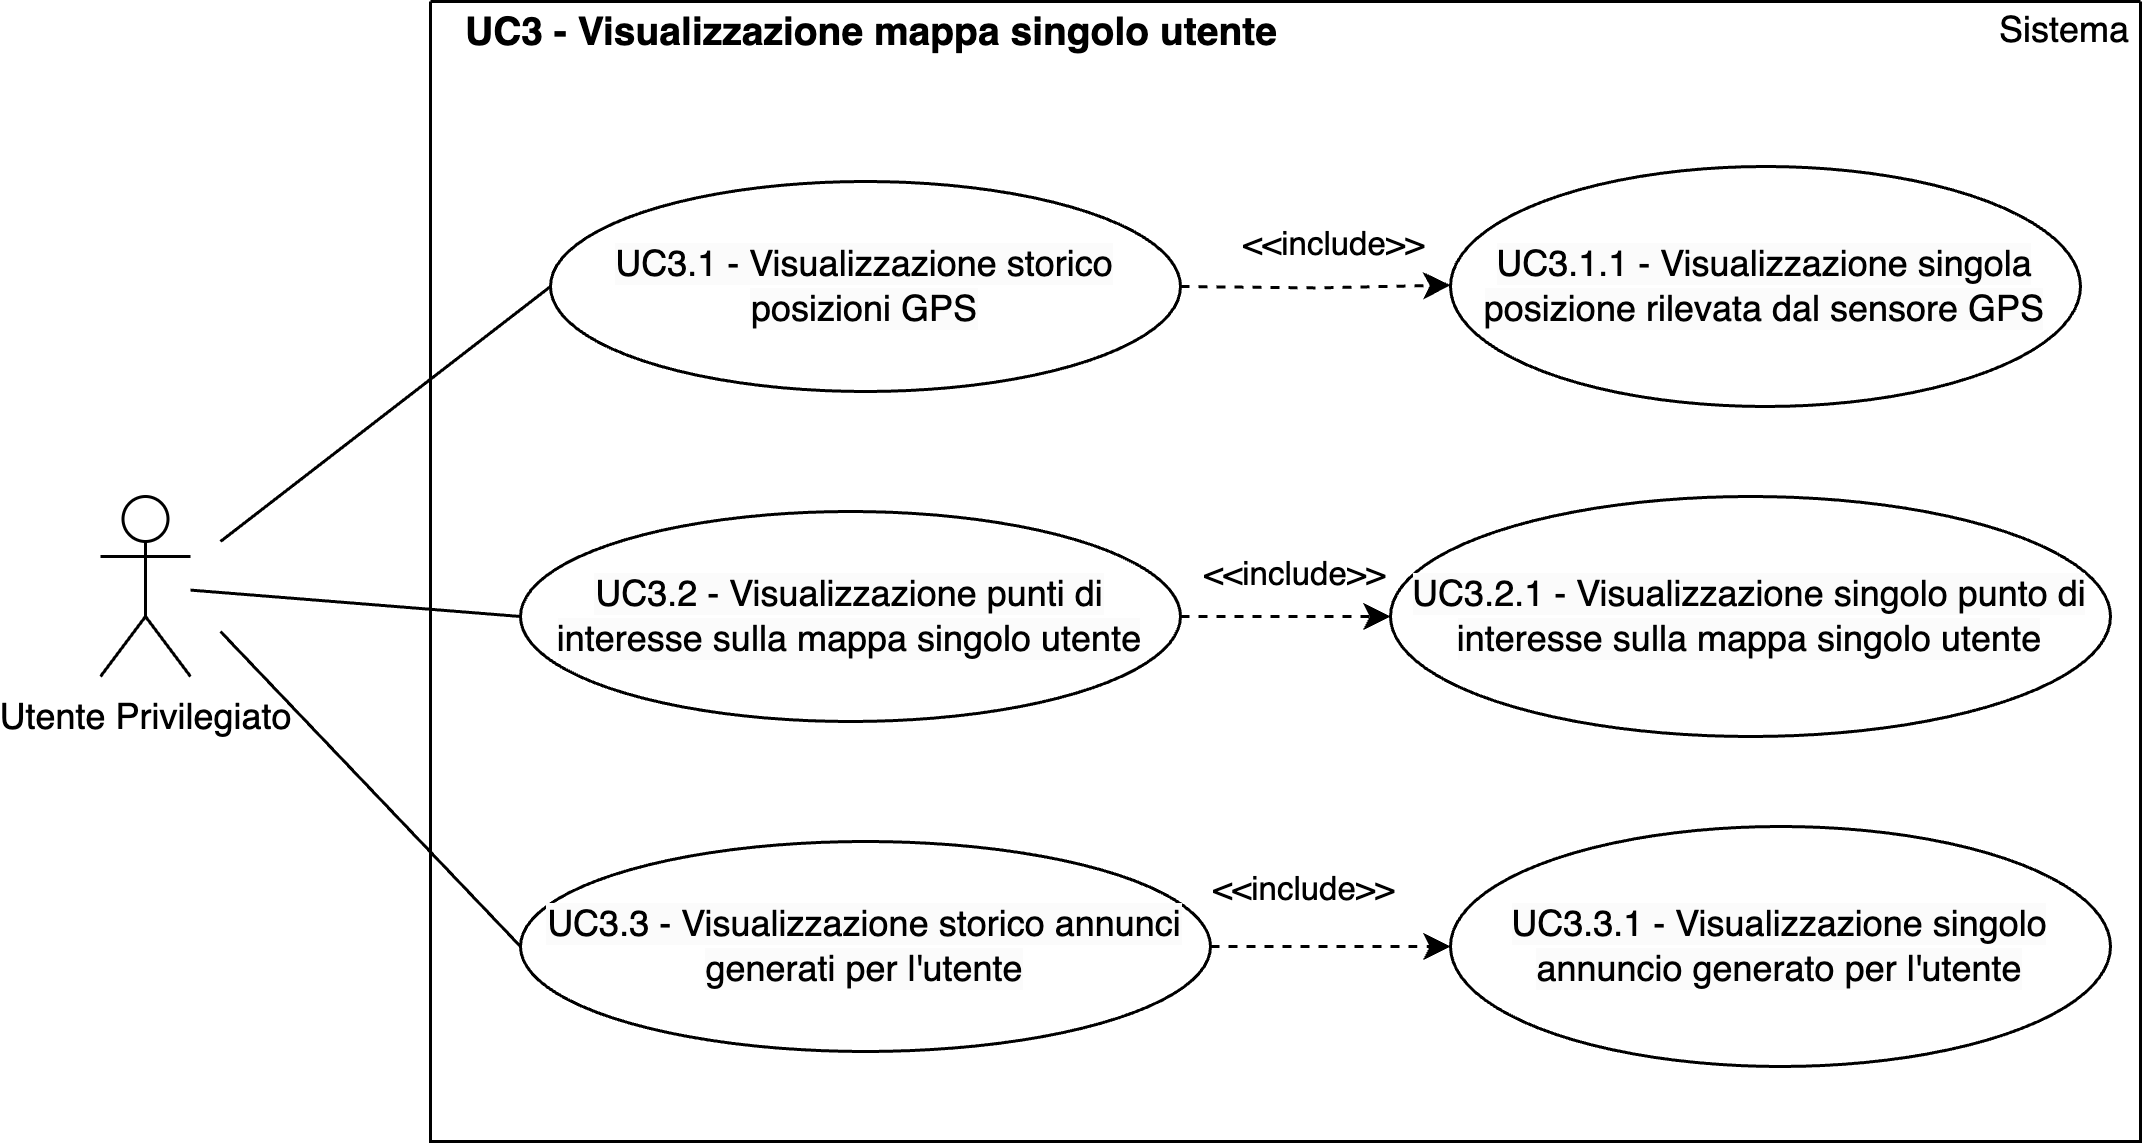 UC3 - Visualizzazione mappa singolo utente
Sistema
UC3.1 - Visualizzazione storico
posizioni GPS
<<include>>
UC3.1.1 - Visualizzazione singola
posizione rilevata dal sensore GPS
Utente Privilegiato
UC3.2 - Visualizzazione punti di
interesse sulla mappa singolo utente
<<include>>
UC3.2.1 - Visualizzazione singolo punto di
interesse sulla mappa singolo utente
UC3.3 - Visualizzazione storico annunci
generati per l'utente
<<include>>
UC3.3.1 - Visualizzazione singolo
annuncio generato per l'utente